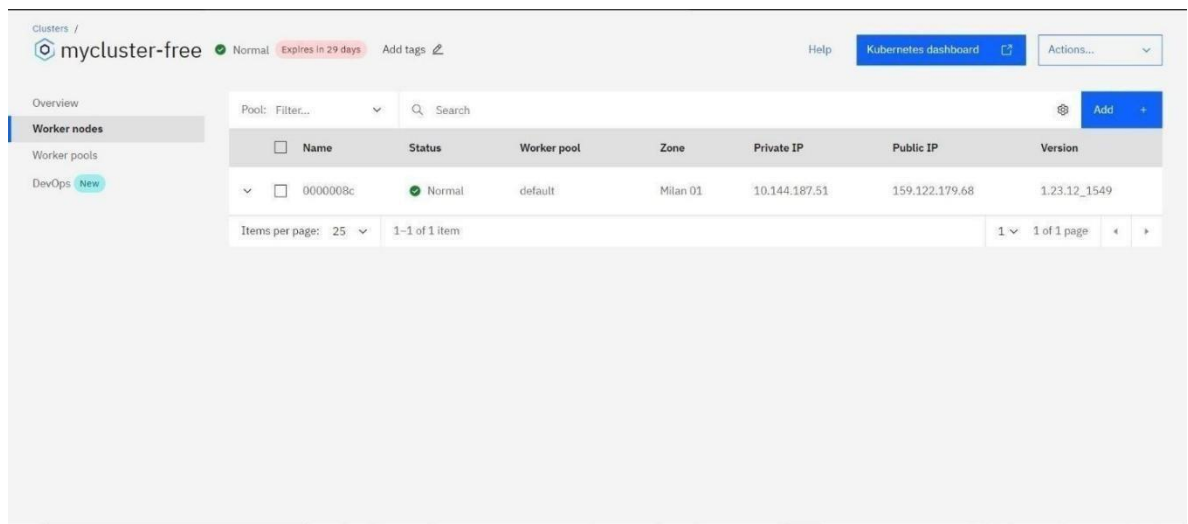 Clusters /
mycluster-free Normal Expires in 29 days Add tags Help Kubernetes dashboard Actions...
Overview
Worker nodes
Worker pools
DevOps New
Pool: Filter... Search Add +
Name Status Worker pool Zone Private IP Public IP Version
0000008c Normal default Milan 01 10.144.187.51 159.122.179.68 1.23.12_1549
Items per page: 25 1–1 of 1 item 1 1 of 1 page